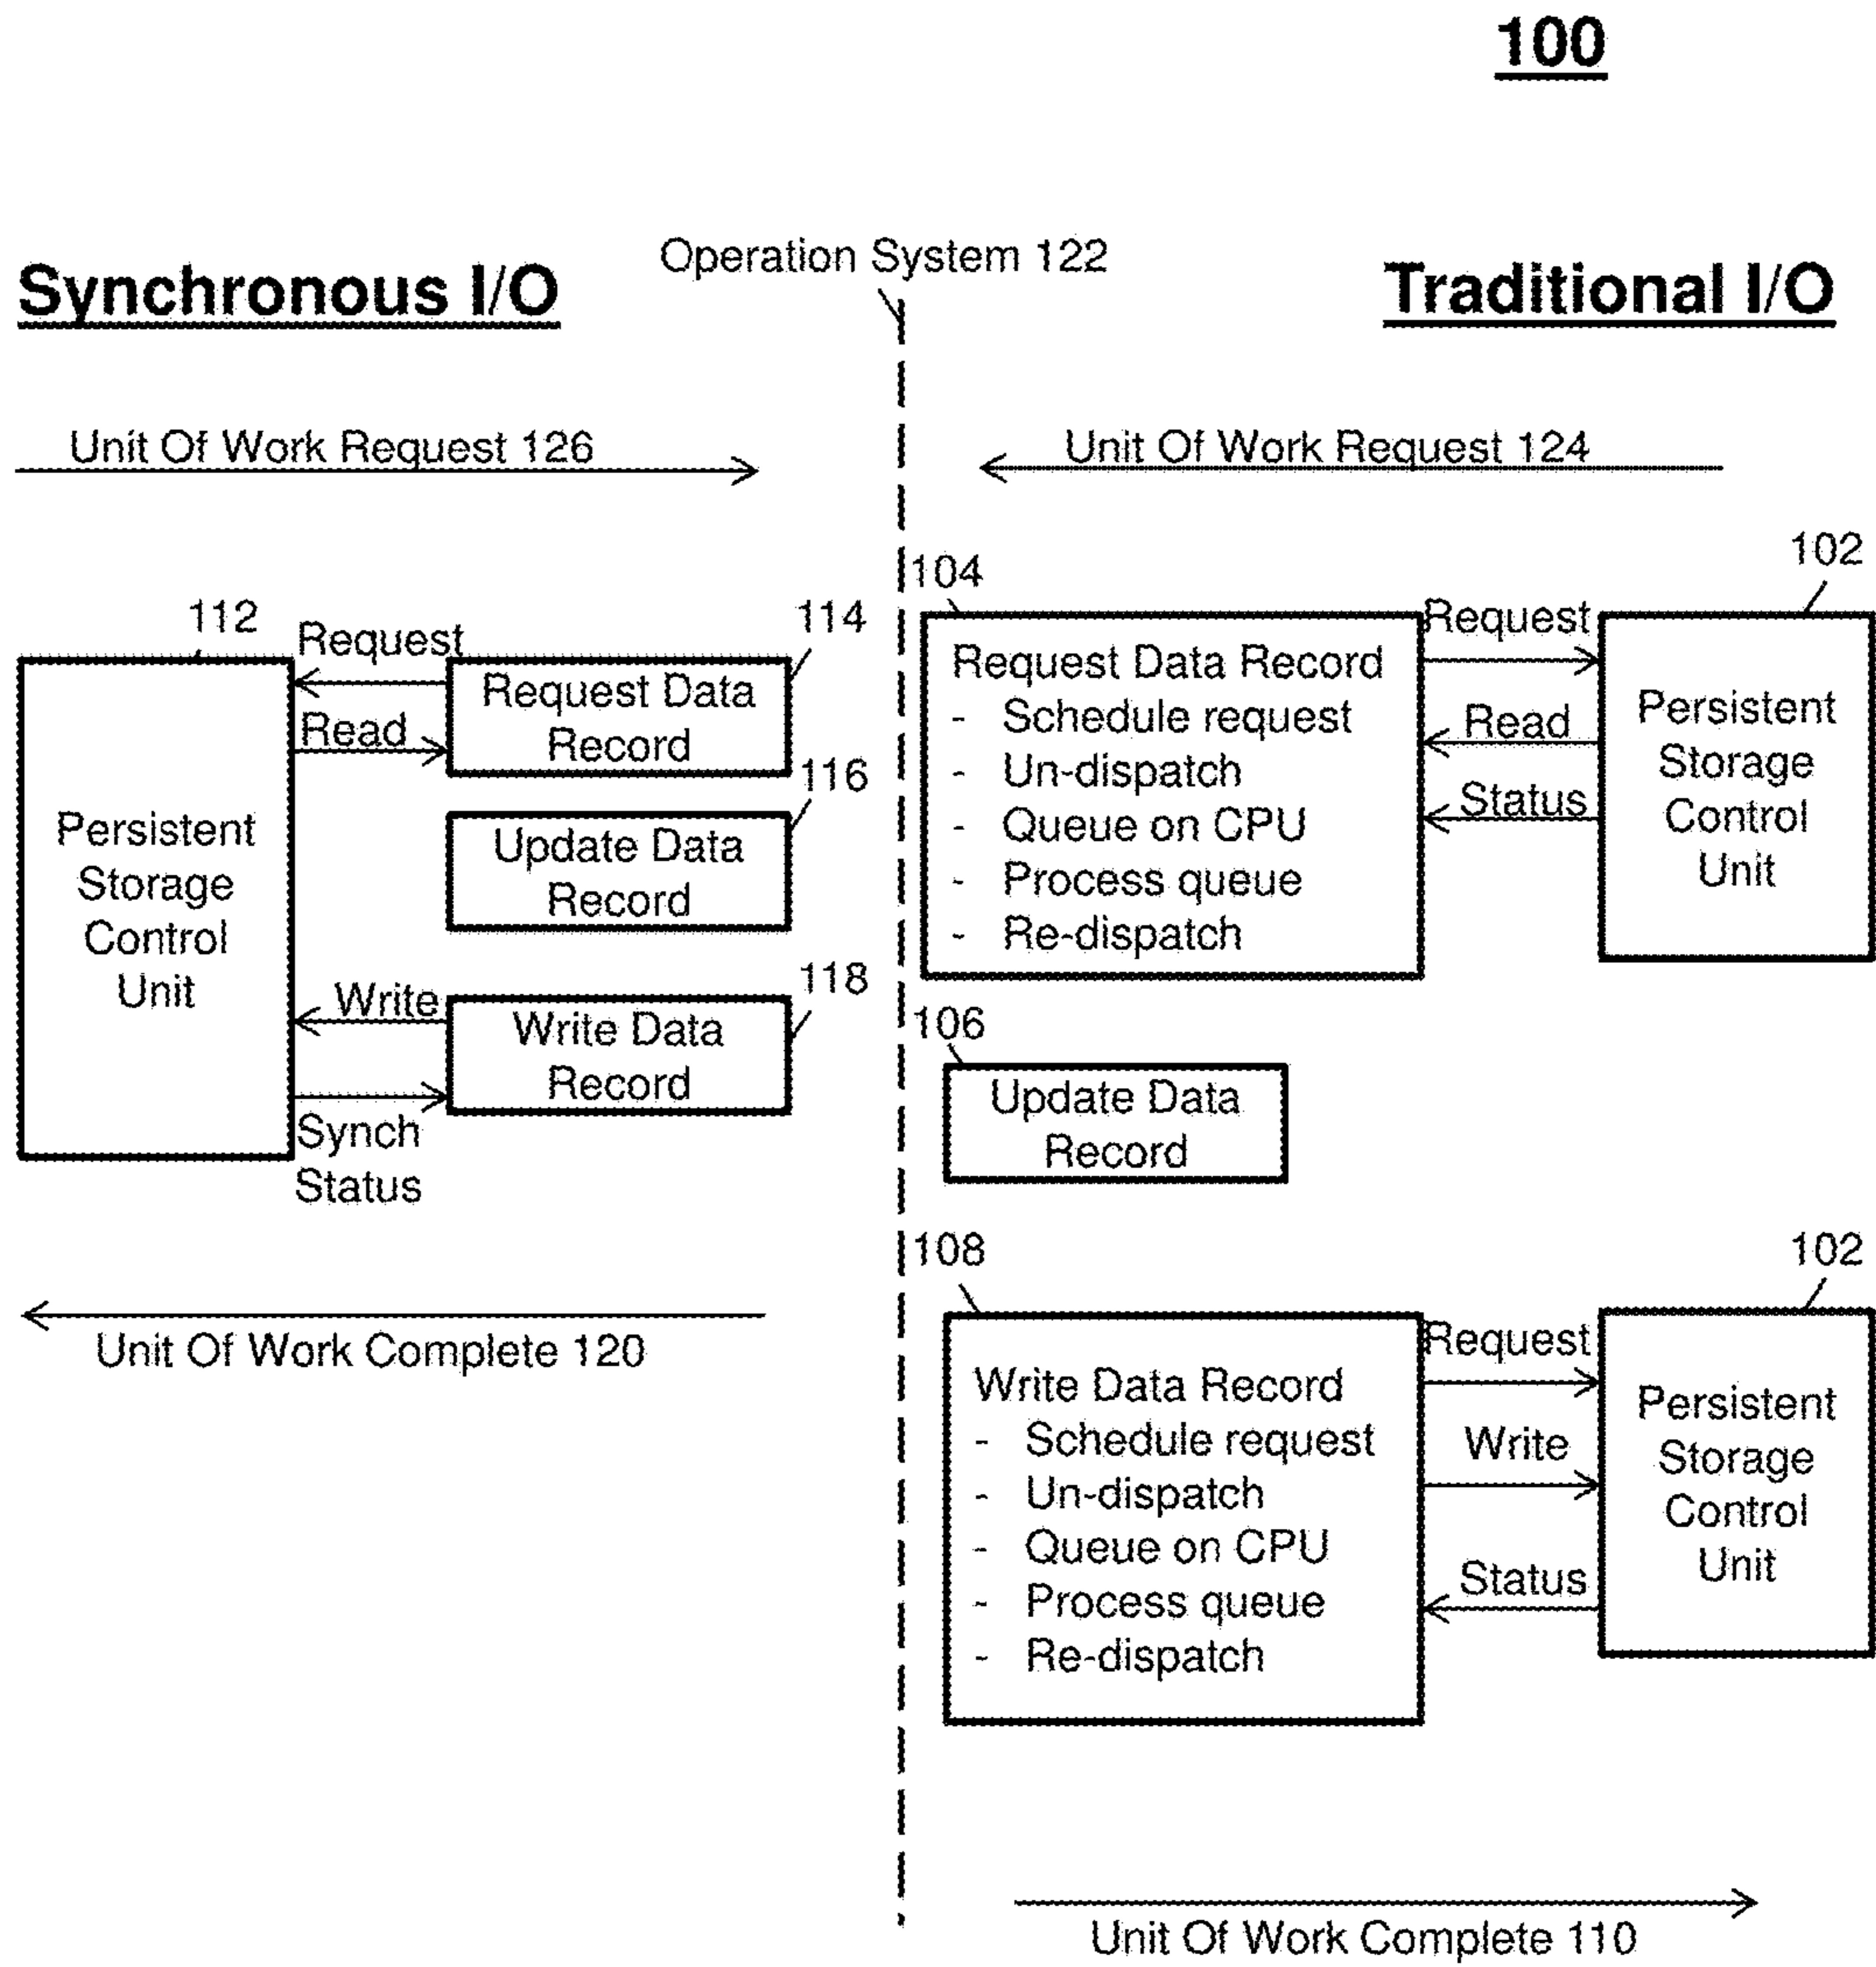 100
Operation System 122
Synchronous I/O
Traditional I/O
Unit Of Work Request 126
Unit Of Work Request 124
112
Request
114
Request Data
Record
Read
116
Persistent
Storage
Control
Unit
Update Data
Record
118
Write
Write Data
Record
Synch
Status
Unit Of Work Complete 120
104
102
Request
Request Data Record
- Schedule request
- Un-dispatch
- Queue on CPU
- Process queue
- Re-dispatch
Read
Status
Persistent
Storage
Control
Unit
106
Update Data
Record
108
102
Request
Write Data Record
- Schedule request
- Un-dispatch
- Queue on CPU
- Process queue
- Re-dispatch
Write
Status
Persistent
Storage
Control
Unit
Unit Of Work Complete 110